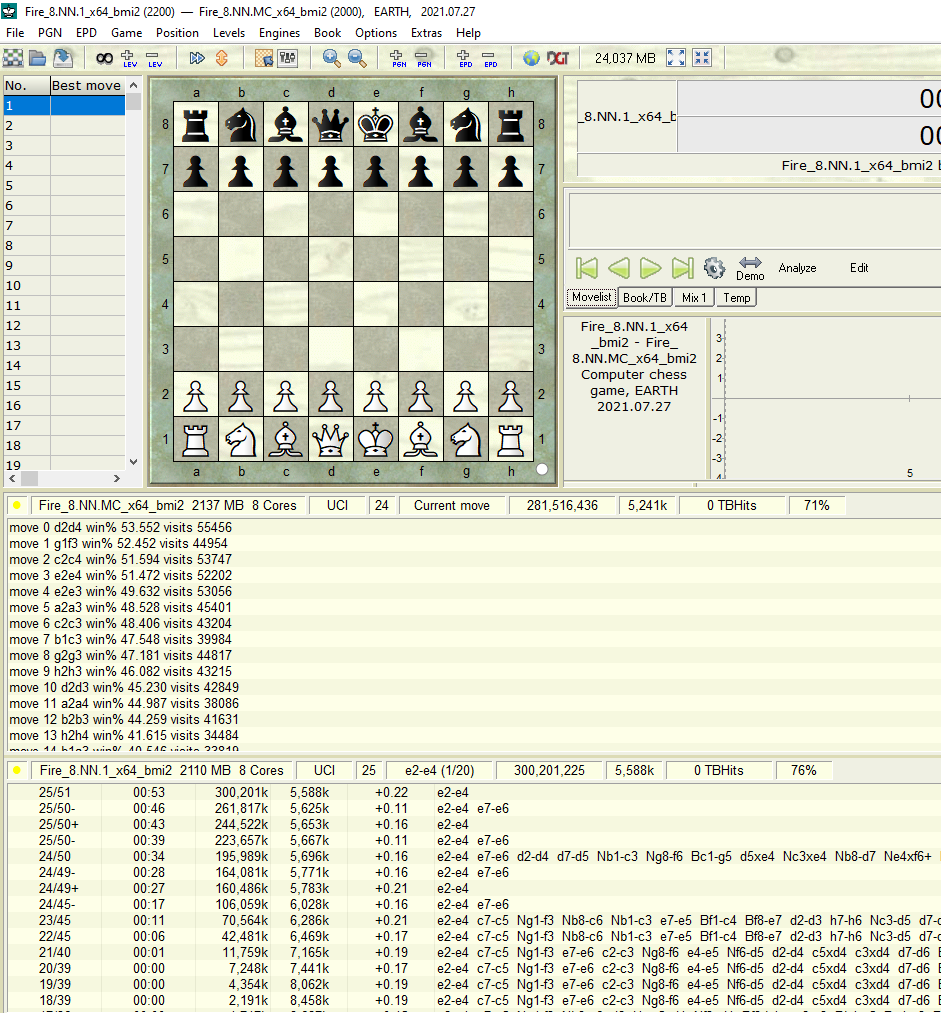 Fire_8.NN.1_x64_bmi2 (2200) — Fire_8.NN.MC_x64_bmi2 (2000), EARTH, 2021.07.27
File PGN EPD Game Position Levels Engines Book Options Extras Help
LEV LEV PGN PGN EPD EPD DGT 24,037 MB
No. Best move
1
2
3
4
5
6
7
8
9
10
11
12
13
14
15
16
17
18
19
a b c d e f g h
8 8
7 7
6 6
5 5
4 4
3 3
2 2
1 1
a b c d e f g h
_8.NN.1_x64_b
00
00
Fire_8.NN.1_x64_bmi2
Demo Analyze Edit
Movelist Book/TB Mix 1 Temp
Fire_8.NN.1_x64
_bmi2 - Fire_
8.NN.MC_x64_bmi2
Computer chess
game, EARTH
2021.07.27
3
2
1
-1
-2
-3
5
Fire_8.NN.MC_x64_bmi2 2137 MB 8 Cores UCI 24 Current move 281,516,436 5,241k 0 TBHits 71%
move 0 d2d4 win% 53.552 visits 55456
move 1 g1f3 win% 52.452 visits 44954
move 2 c2c4 win% 51.594 visits 53747
move 3 e2e4 win% 51.472 visits 52202
move 4 e2e3 win% 49.632 visits 53056
move 5 a2a3 win% 48.528 visits 45401
move 6 c2c3 win% 48.406 visits 43204
move 7 b1c3 win% 47.548 visits 39984
move 8 g2g3 win% 47.181 visits 44817
move 9 h2h3 win% 46.082 visits 43215
move 10 d2d3 win% 45.230 visits 42849
move 11 a2a4 win% 44.987 visits 38086
move 12 b2b3 win% 44.259 visits 41631
move 13 h2h4 win% 41.615 visits 34484
move 14 b1a3 win% 40.546 visits 33819
Fire_8.NN.1_x64_bmi2 2110 MB 8 Cores UCI 25 e2-e4 (1/20) 300,201,225 5,588k 0 TBHits 76%
25/51 00:53 300,201k 5,588k +0.22 e2-e4
25/50- 00:46 261,817k 5,625k +0.11 e2-e4 e7-e6
25/50+ 00:43 244,522k 5,653k +0.16 e2-e4
25/50- 00:39 223,657k 5,667k +0.11 e2-e4 e7-e6
24/50 00:34 195,989k 5,696k +0.16 e2-e4 e7-e6 d2-d4 d7-d5 Nb1-c3 Ng8-f6 Bc1-g5 d5xe4 Nc3xe4 Nb8-d7 Ne4xf6+
24/49- 00:28 164,081k 5,771k +0.16 e2-e4 e7-e6
24/49+ 00:27 160,486k 5,783k +0.21 e2-e4
24/45- 00:17 106,059k 6,028k +0.16 e2-e4 e7-e6
23/45 00:11 70,564k 6,286k +0.21 e2-e4 c7-c5 Ng1-f3 Nb8-c6 Nb1-c3 e7-e5 Bf1-c4 Bf8-e7 d2-d3 h7-h6 Nc3-d5 d7-d
22/45 00:06 42,481k 6,469k +0.17 e2-e4 c7-c5 Ng1-f3 Nb8-c6 Nb1-c3 e7-e5 Bf1-c4 Bf8-e7 d2-d3 h7-h6 Nc3-d5 d7-d
21/40 00:01 11,759k 7,165k +0.19 e2-e4 c7-c5 Ng1-f3 e7-e6 c2-c3 Ng8-f6 e4-e5 Nf6-d5 d2-d4 c5xd4 c3xd4 d7-d6
20/39 00:00 7,248k 7,441k +0.17 e2-e4 c7-c5 Ng1-f3 e7-e6 c2-c3 Ng8-f6 e4-e5 Nf6-d5 d2-d4 c5xd4 c3xd4 d7-d6
19/39 00:00 4,354k 8,062k +0.19 e2-e4 c7-c5 Ng1-f3 e7-e6 c2-c3 Ng8-f6 e4-e5 Nf6-d5 d2-d4 c5xd4 c3xd4 d7-d6
18/39 00:00 2,191k 8,458k +0.19 e2-e4 c7-c5 Ng1-f3 e7-e6 c2-c3 Ng8-f6 e4-e5 Nf6-d5 d2-d4 c5xd4 c3xd4 d7-d6